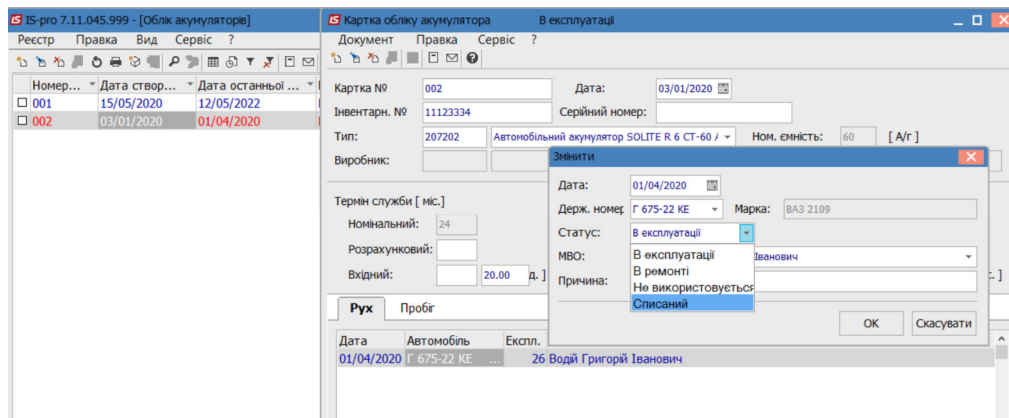 IS-pro 7.11.045.999 - [Облік акумуляторів]
Реєстр Правка Вид Сервіс ?
Номер... Дата створ... Дата останньої ...
001 15/05/2020 12/05/2022
002 03/01/2020 01/04/2020
Картка обліку акумулятора В експлуатації
Документ Правка Сервіс ?
Картка № 002 Дата: 03/01/2020
Інвентарн. № 11123334 Серійний номер:
Тип: 207202 Автомобільний акумулятор SOLITE R 6 CT-60 Ном. ємність: 60 [ А/г ]
Виробник:
Термін служби [ міс.]
Номінальний: 24
Розрахунковий:
Вхідний: 20.00 д. ]
Змінити
Дата: 01/04/2020
Держ. номер Г 675-22 КЕ Марка: ВАЗ 2109
Статус: В експлуатації
МВО: Іванович
Причина:
В експлуатації
В ремонті
Не використовується
Списаний
ОК Скасувати
Рух Пробіг
Дата Автомобіль Експл.
01/04/2020 Г 675-22 КЕ ... 26 Водій Григорій Іванович